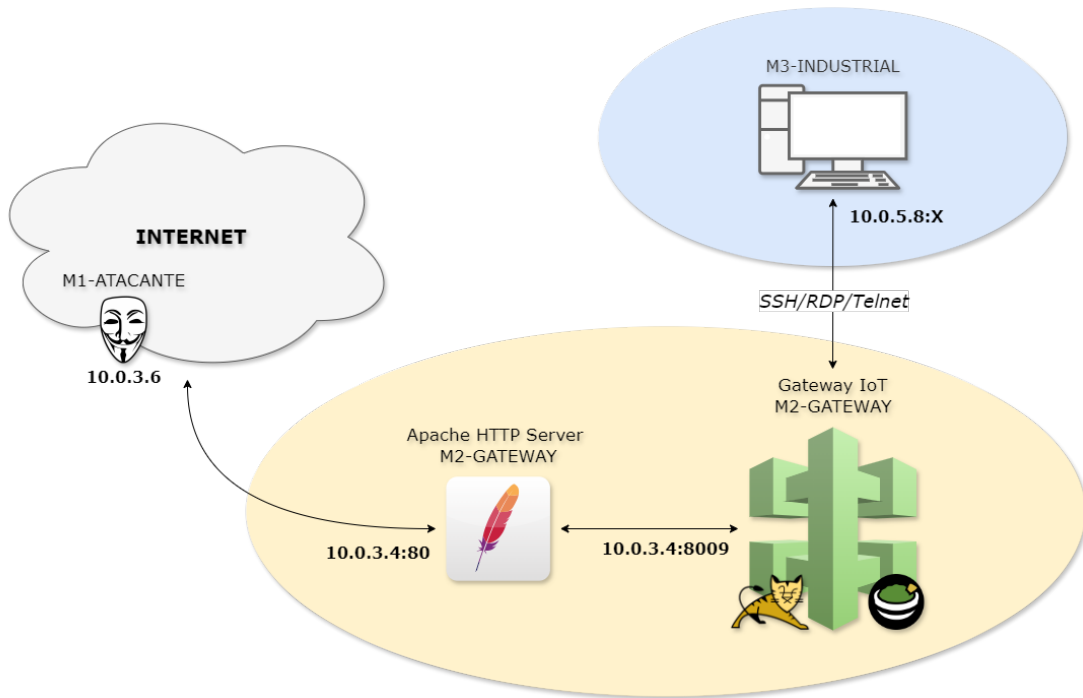 M3-INDUSTRIAL
10.0.5.8:X
INTERNET
M1-ATACANTE
10.0.3.6
SSH/RDP/Telnet
Gateway IoT
M2-GATEWAY
Apache HTTP Server
M2-GATEWAY
10.0.3.4:80
10.0.3.4:8009